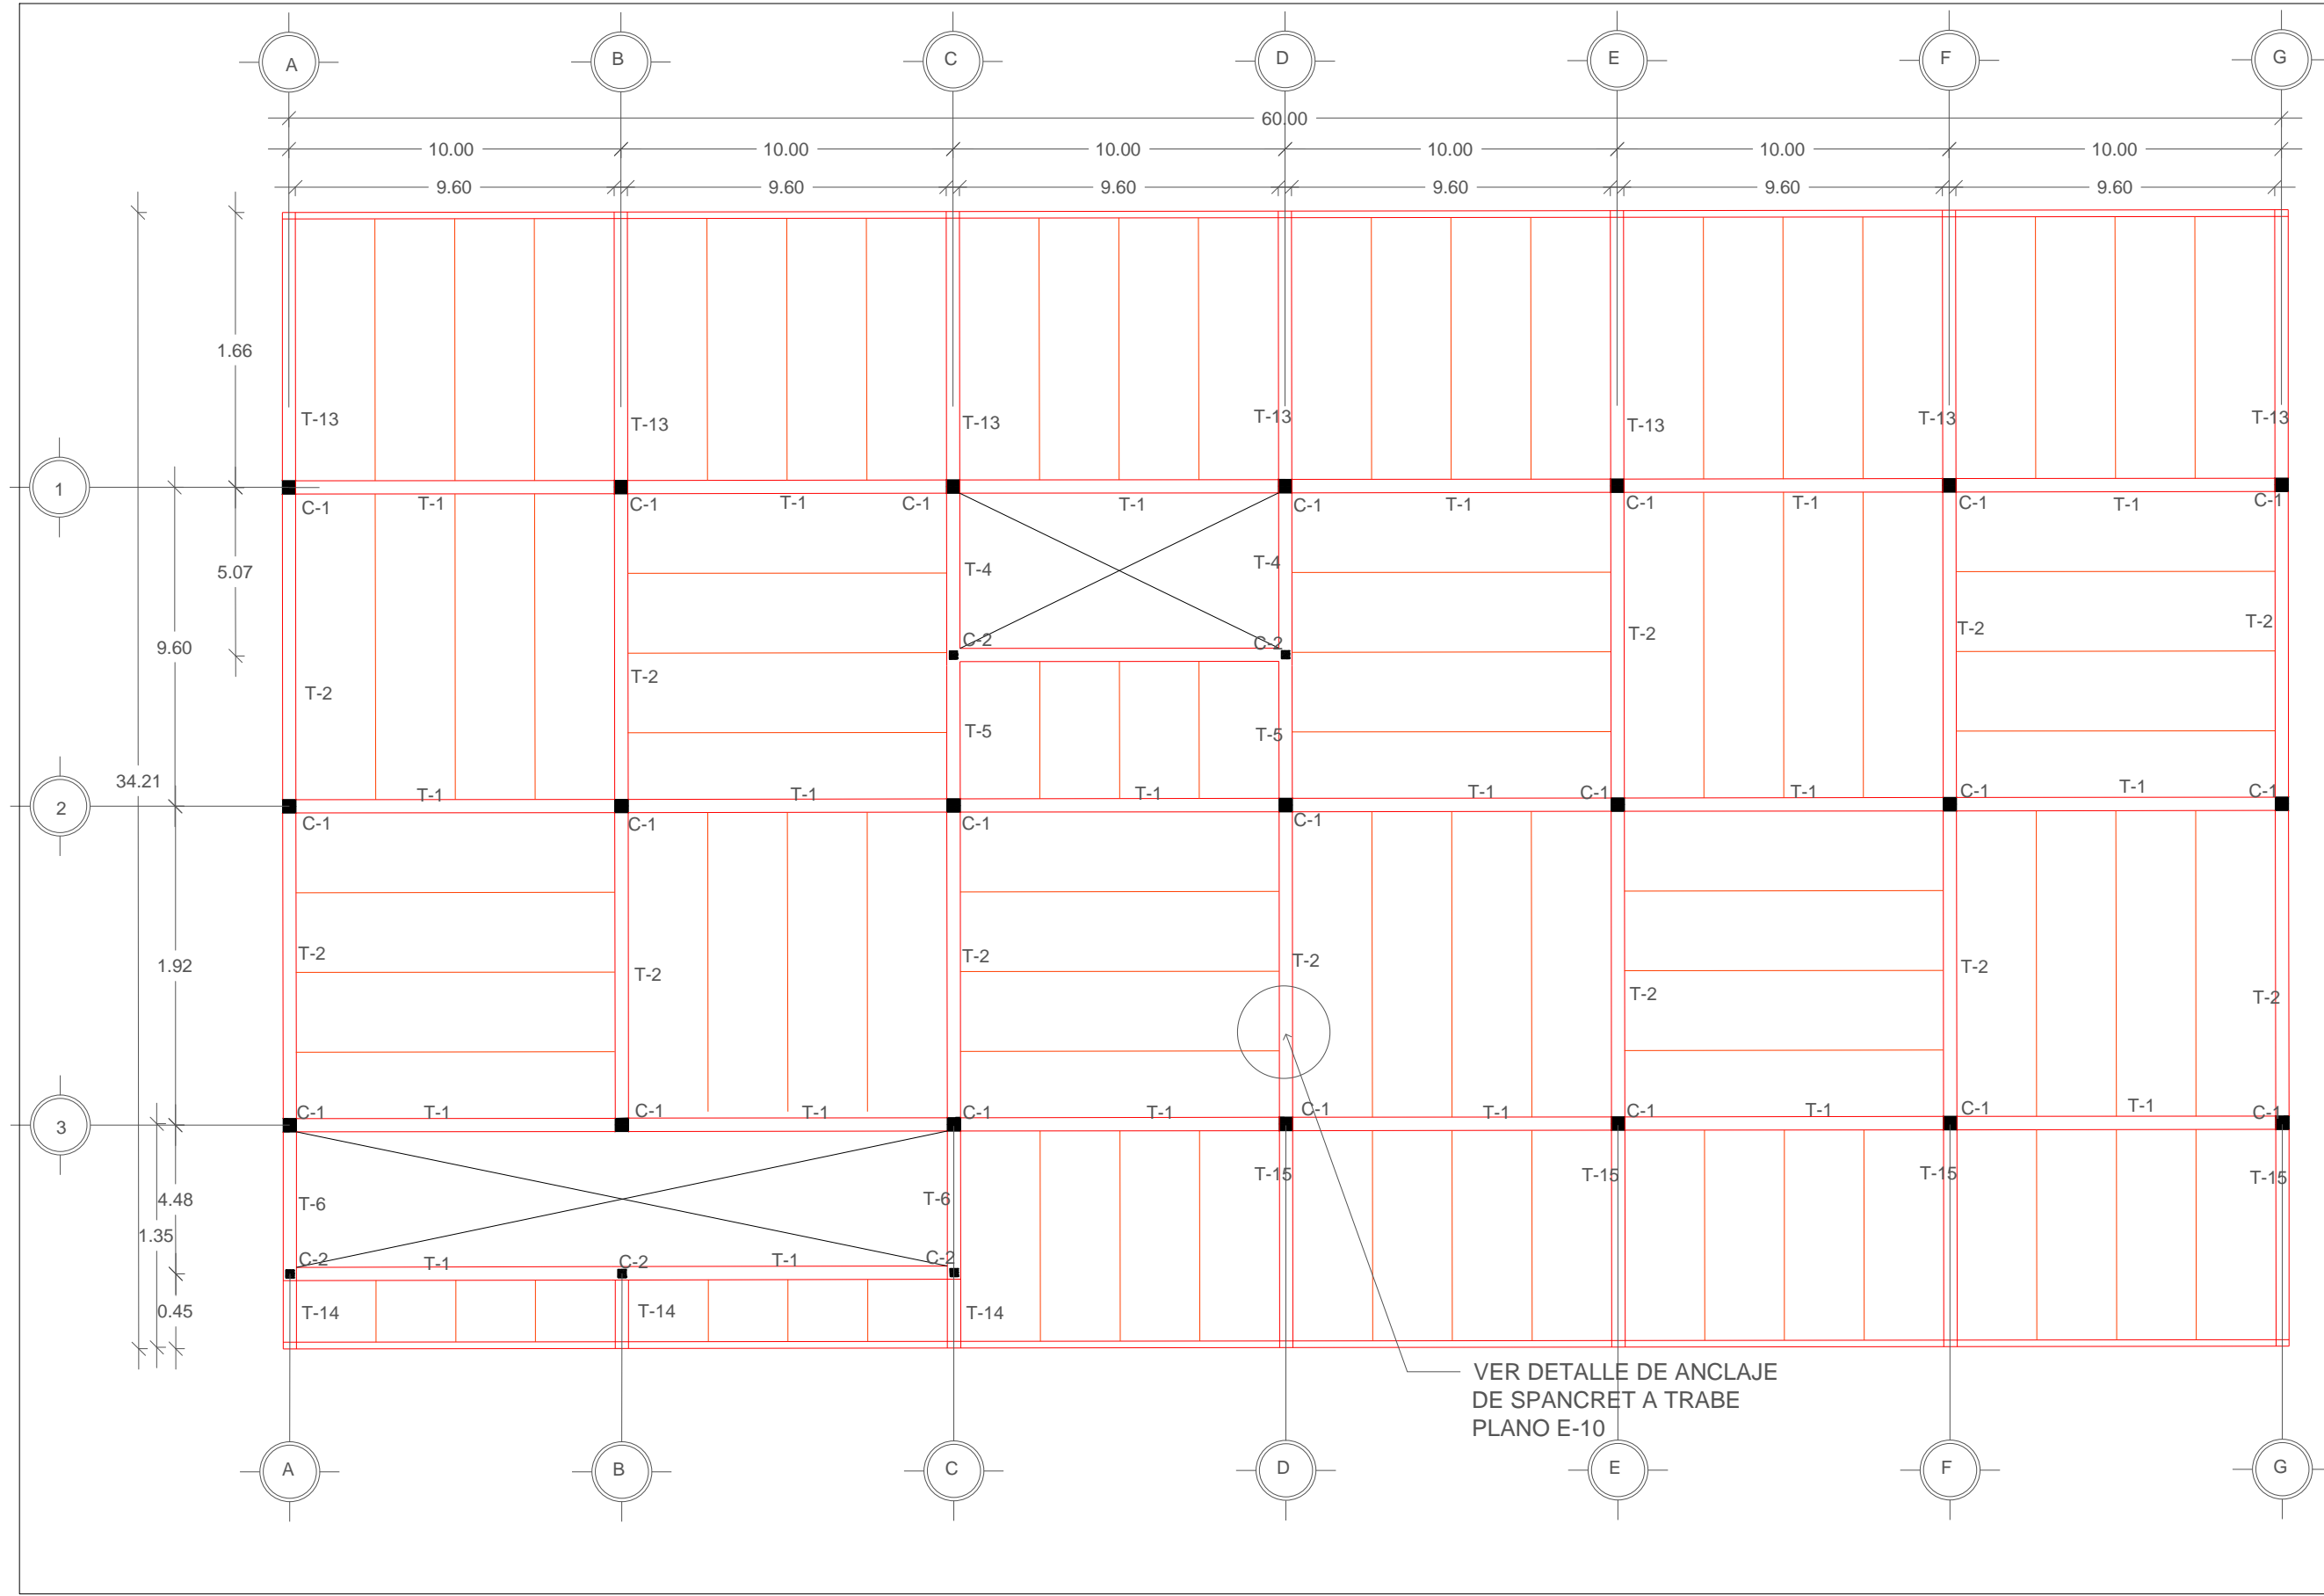 A B C D E F G
60.00
10.00 10.00 10.00 10.00 10.00 10.00
9.60 9.60 9.60 9.60 9.60 9.60
1.66
T-13 T-13 T-13 T-13 T-13 T-13 T-13
1
C-1 T-1 C-1 T-1 C-1 T-1 C-1 T-1 C-1 T-1 C-1 T-1 C-1
5.07
T-4 T-4
9.60
C-2 C-2
T-2 T-2 T-2 T-2 T-2
T-5 T-5
34.21
T-1 T-1 T-1 T-1 C-1 T-1 C-1 T-1 C-1
2
C-1 C-1 C-1 C-1
1.92
T-2 T-2 T-2 T-2 T-2 T-2 T-2
3
C-1 T-1 C-1 T-1 C-1 T-1 C-1 T-1 C-1 T-1 C-1 T-1 C-1
4.48
T-6 T-6 T-15 T-15 T-15 T-15
1.35
C-2 T-1 C-2 T-1 C-2
0.45
T-14 T-14 T-14
VER DETALLE DE ANCLAJE
DE SPANCRET A TRABE
PLANO E-10
A B C D E F G